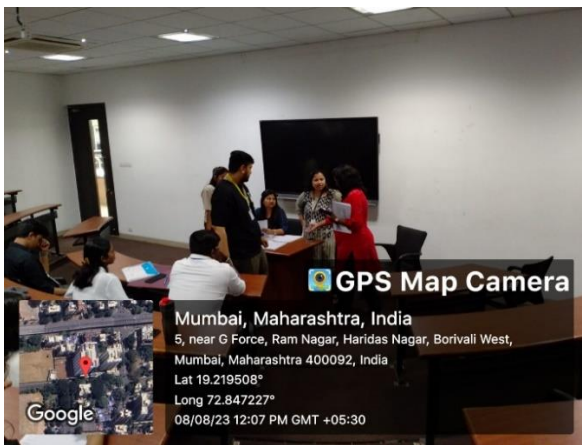 GPS Map Camera
Mumbai, Maharashtra, India
5, near G Force, Ram Nagar, Haridas Nagar, Borivali West,
Mumbai, Maharashtra 400092, India
Lat 19.219508°
Long 72.847227°
08/08/23 12:07 PM GMT +05:30
Google